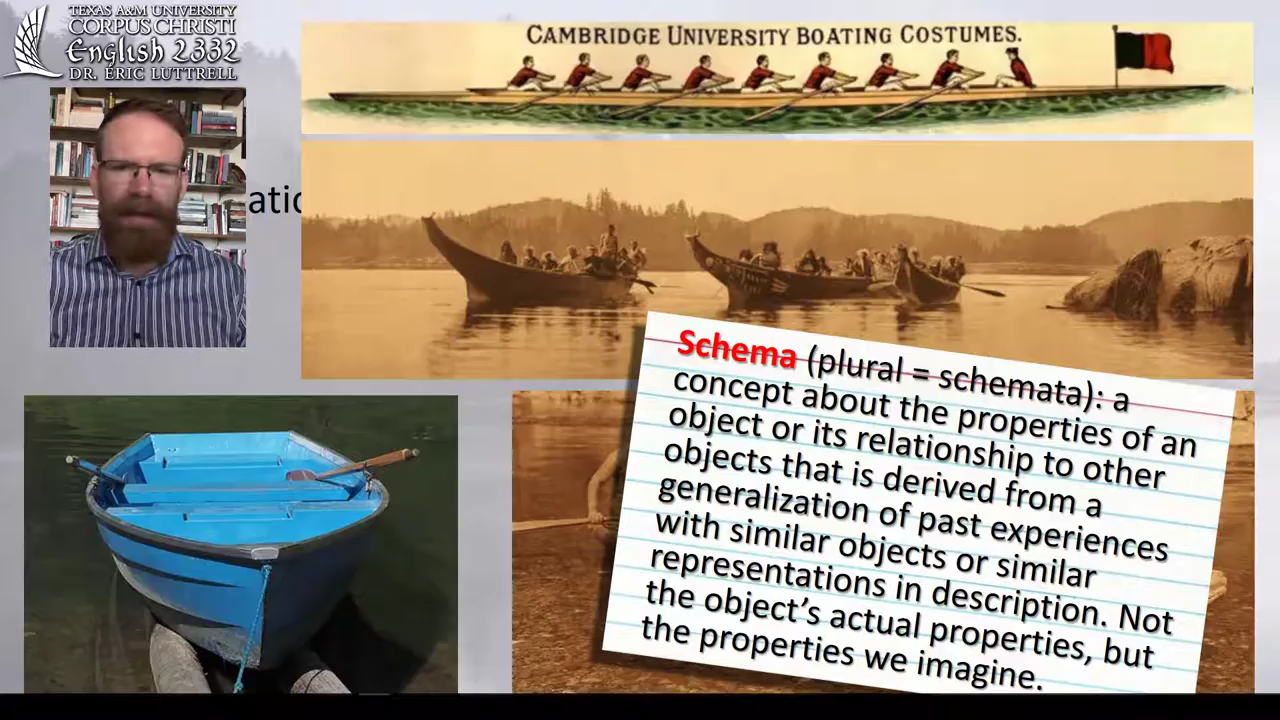 TEXAS A&M UNIVERSITY
CORPUS CHRISTI
English 2332
DR. ERIC LUTTRELL
CAMBRIDGE UNIVERSITY BOATING COSTUMES.
Schema (plural = schemata): a
concept about the properties of an
object or its relationship to other
objects that is derived from a
generalization of past experiences
with similar objects or similar
representations in description. Not
the object's actual properties, but
the properties we imagine.